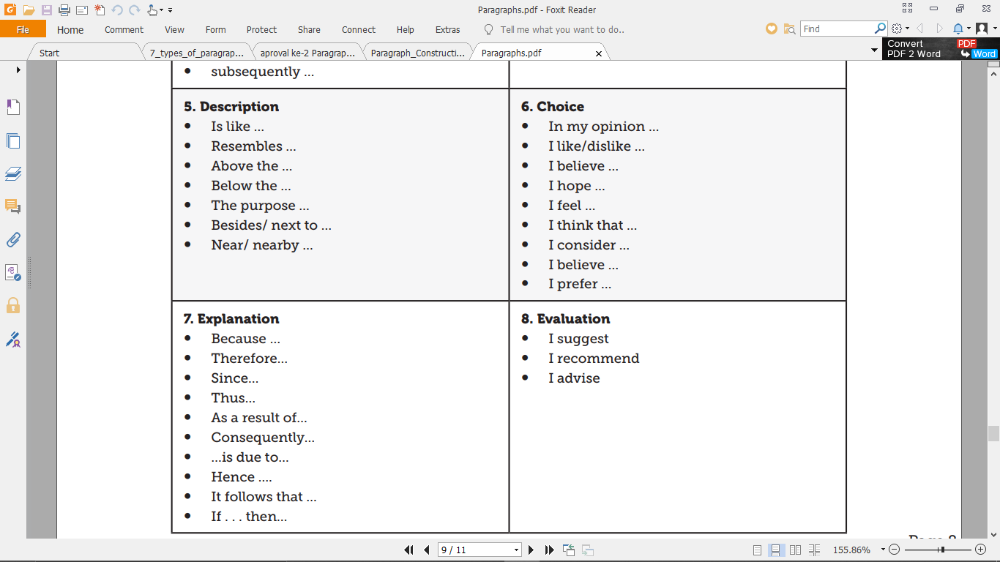 Paragraphs.pdf - Foxit Reader
File
Home
Comment
View
Form
Protect
Share
Connect
Help
Extras
Tell me what you want to do..
Find
Start
7_types_of_paragrap...
aproval ke-2 Paragrap...
Paragraph_Constructi...
Paragraphs.pdf
Convert PDF
PDF 2 Word Word
• subsequently ...
5. Description
• Is like ...
• Resembles ...
• Above the ...
• Below the ...
• The purpose ...
• Besides/ next to ...
• Near/ nearby ...
6. Choice
• In my opinion ...
• I like/dislike ...
• I believe ...
• I hope ...
• I feel ...
• I think that ...
• I consider ...
• I believe ...
• I prefer ...
7. Explanation
• Because ...
• Therefore...
• Since...
• Thus...
• As a result of...
• Consequently...
• ...is due to...
• Hence ....
• It follows that ...
• If . . . then...
8. Evaluation
• I suggest
• I recommend
• I advise
9 / 11
155.86%